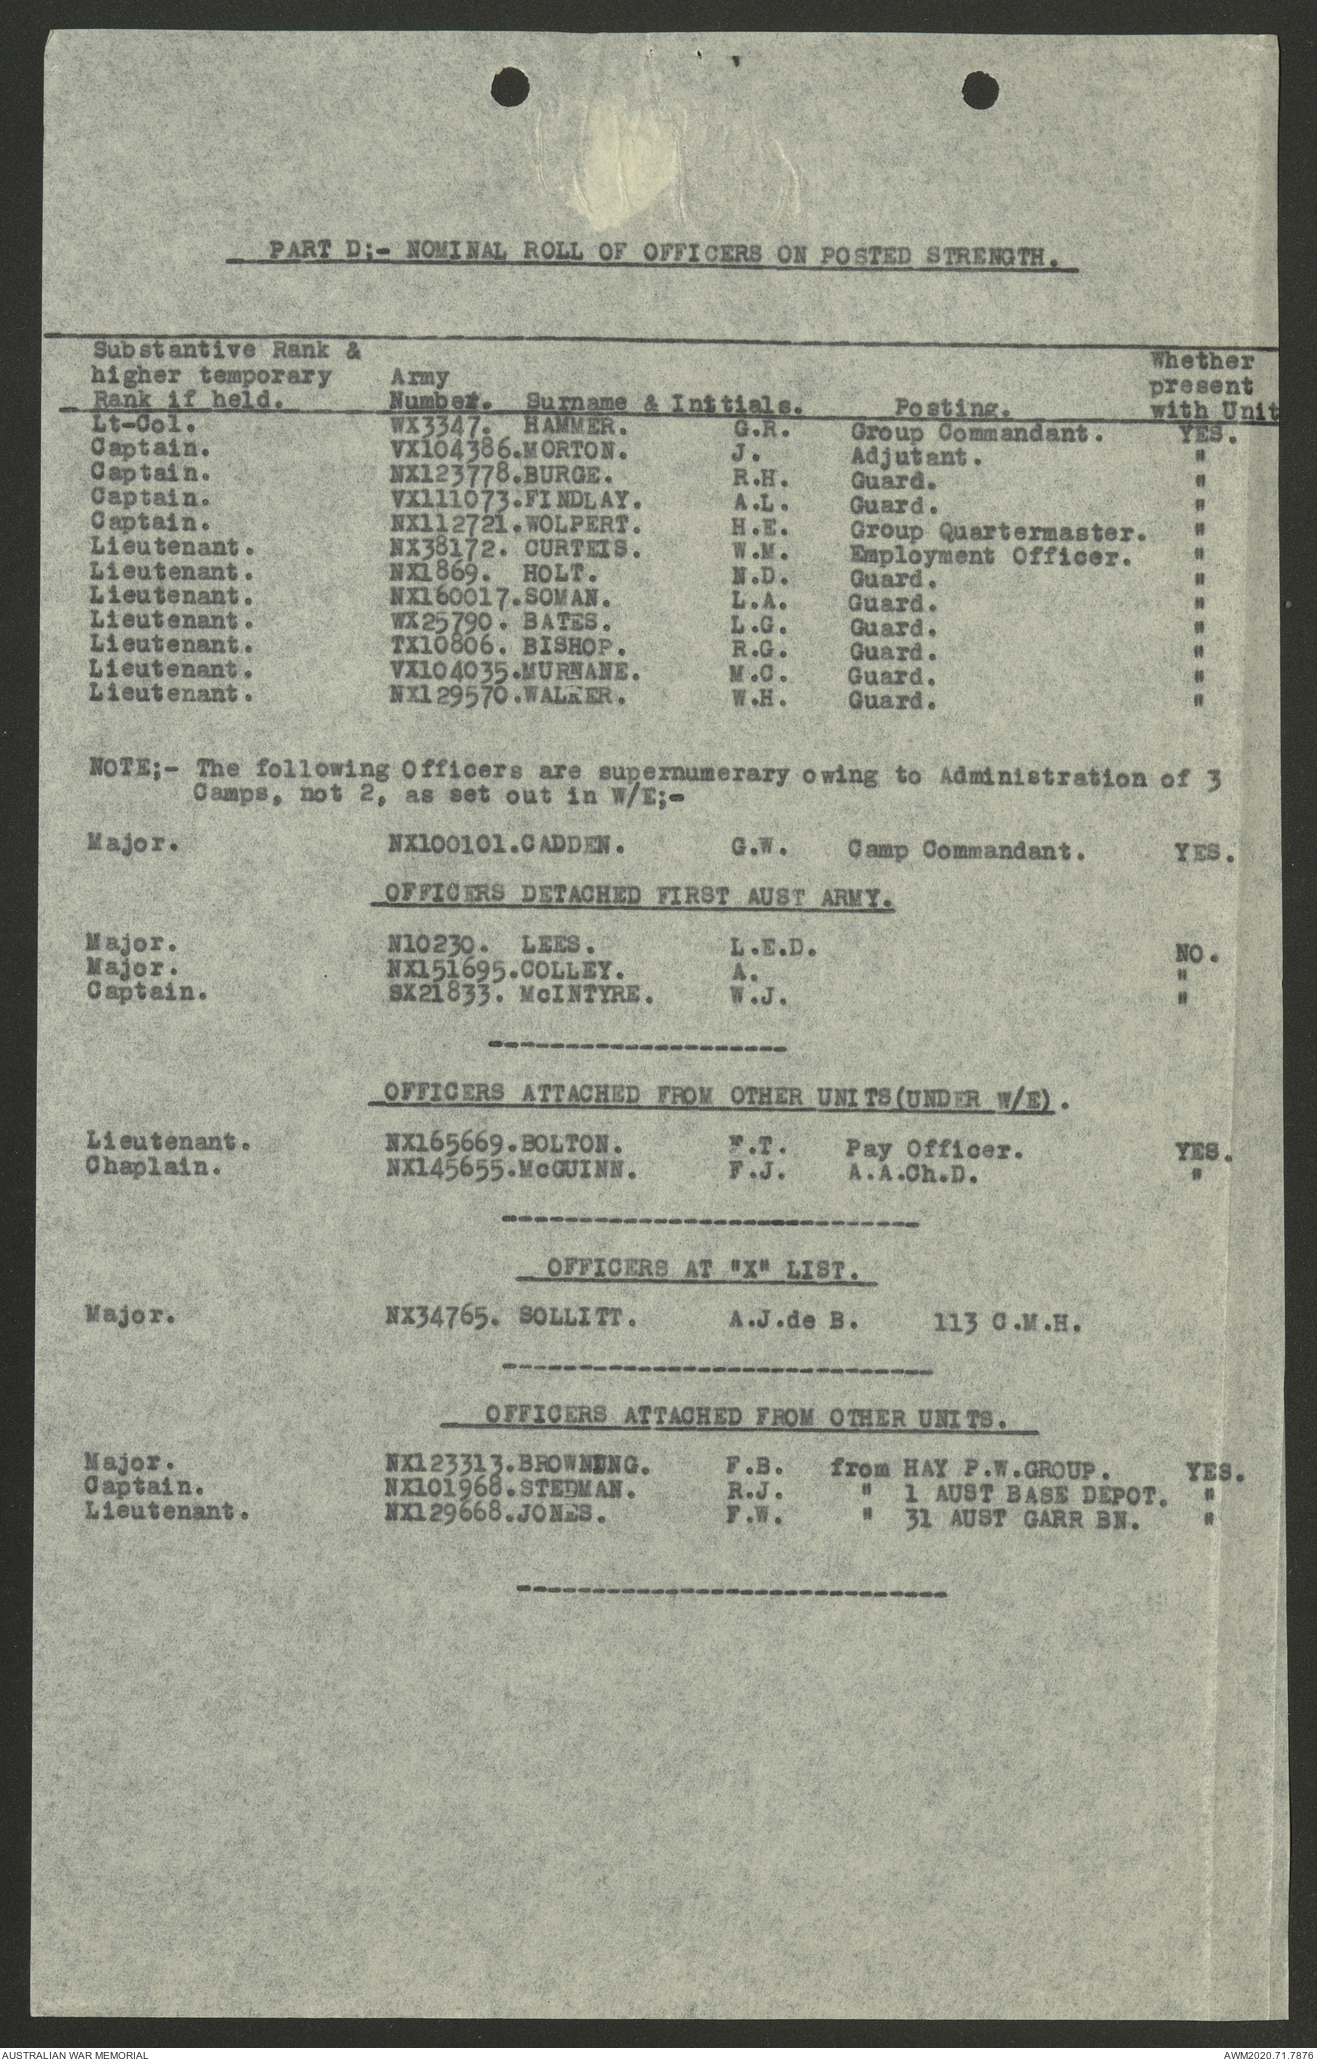 PART D;- NOMINAL ROLL OF OFFICERS ON POSTED STRENGTH.
Substantive Rank &
higher temporary Army Whether present
Rank if held. Number. Surname & Initials. Posting. with Unit
Lt-Col. WX3347. HAMMER. G.R. Group Commandant. YES.
Captain. VX104386. MORTON. J. Adjutant. "
Captain. NX123778. BURGE. R.H. Guard. "
Captain. VX111073. FINDLAY. A.L. Guard. "
Captain. NX112721. WOLPERT. H.E. Group Quartermaster. "
Lieutenant. NX38172. CURTEIS. W.M. Employment Officer. "
Lieutenant. NX1869. HOLT. N.D. Guard. "
Lieutenant. NX160017. SOMAN. L.A. Guard. "
Lieutenant. WX25790. BATES. L.G. Guard. "
Lieutenant. TX10806. BISHOP. R.G. Guard. "
Lieutenant. VX104035. MURNANE. M.C. Guard. "
Lieutenant. NX129570. WALKER. W.H. Guard. "
NOTE;- The following Officers are supernumerary owing to Administration of 3
Camps, not 2, as set out in W/E;-
Major. NX100101. CADDEN. G.W. Camp Commandant. YES.
OFFICERS DETACHED FIRST AUST ARMY.
Major. N10230. LEES. L.E.D. NO.
Major. NX151695. COLLEY. A. "
Captain. SX21833. McINTYRE. W.J. "
OFFICERS ATTACHED FROM OTHER UNITS(UNDER W/E).
Lieutenant. NX165669. BOLTON. F.T. Pay Officer. YES.
Chaplain. NX145655. McGUINN. F.J. A.A.Ch.D. "
OFFICERS AT "X" LIST.
Major. NX34765. SOLLITT. A.J.de B. 113 C.M.H.
OFFICERS ATTACHED FROM OTHER UNITS.
Major. NX123313. BROWNING. F.B. from HAY P.W.GROUP. YES.
Captain. NX101968. STEDMAN. R.J. " 1 AUST BASE DEPOT. "
Lieutenant. NX129668. JONES. F.W. " 31 AUST GARR BN. "
AUSTRALIAN WAR MEMORIAL AWM2020.71.7876